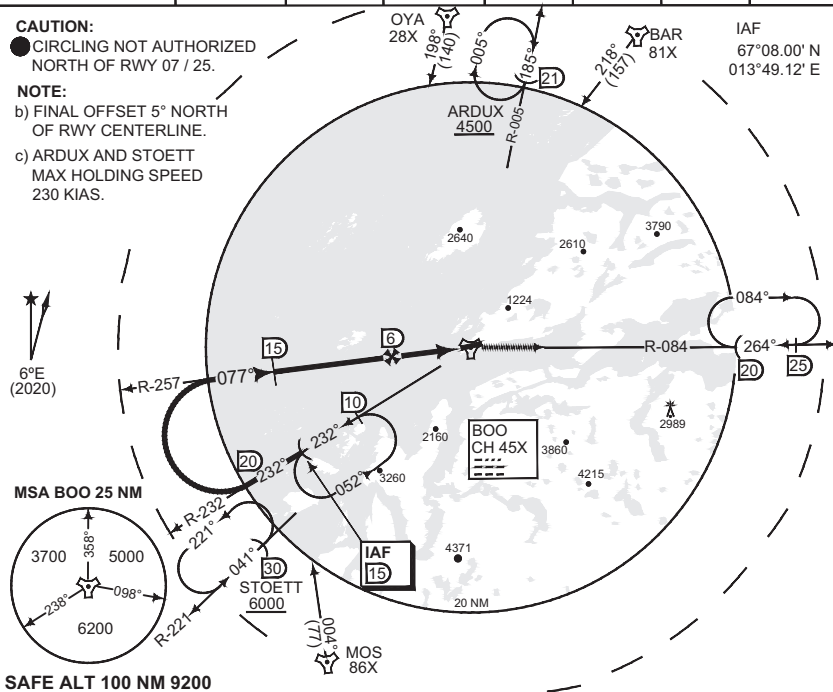 CAUTION:
CIRCLING NOT AUTHORIZED
NORTH OF RWY 07 / 25.
NOTE:
b) FINAL OFFSET 5° NORTH
OF RWY CENTERLINE.
c) ARDUX AND STOETT
MAX HOLDING SPEED
230 KIAS.
OYA
28X
198°
(140)
005°
185°
21
ARDUX
4500
R-005
BAR
81X
218°
(157)
IAF
67°08.00' N
013°49.12' E
2640
2610
3790
1224
6ºE
(2020)
R-257
077°
15
6
R-084
084°
264°
20
25
10
232°
052°
2160
3260
BOO
CH 45X
3860
4215
2989
20
232°
R-232
221°
041°
30
STOETT
6000
R-221
IAF
15
4371
20 NM
004°
(77)
MOS
86X
MSA BOO 25 NM
3700
358°
5000
238°
098°
6200
SAFE ALT 100 NM 9200